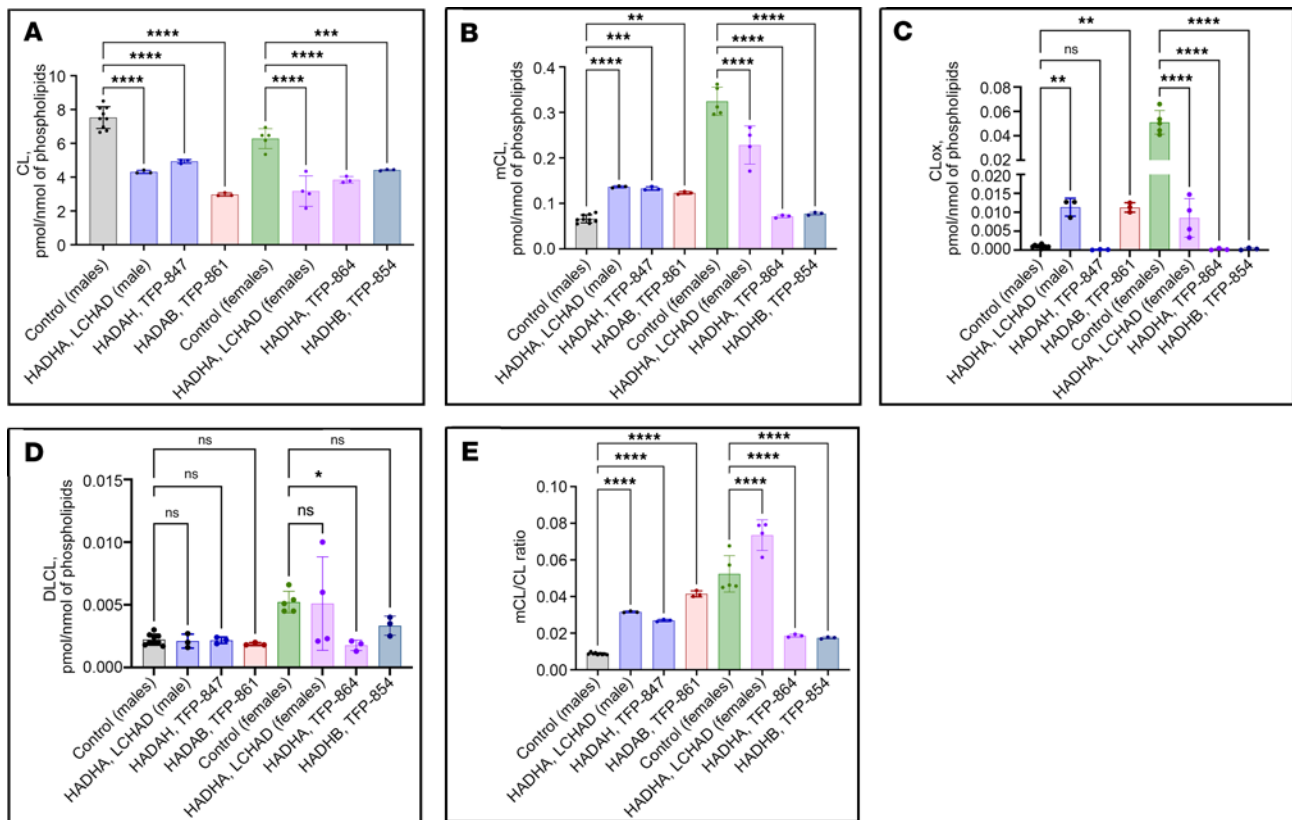 A
CL,
pmol/nmol of phospholipids
10
8
6
4
2
0
****
****
****
***
****
****
Control (males)
HADHA, LCHAD (male)
HADAH, TFP-847
HADAB, TFP-861
Control (females)
HADHA, LCHAD (females)
HADHA, TFP-864
HADHB, TFP-854
B
mCL,
pmol/nmol of phospholipids
0.4
0.3
0.2
0.1
0.0
**
***
****
****
****
****
Control (males)
HADHA, LCHAD (male)
HADAH, TFP-847
HADAB, TFP-861
Control (females)
HADHA, LCHAD (females)
HADHA, TFP-864
HADHB, TFP-854
C
CLox,
pmol/nmol of phospholipids
0.08
0.06
0.04
0.02
0.020
0.015
0.010
0.005
0.000
**
ns
**
****
****
****
Control (males)
HADHA, LCHAD (male)
HADAH, TFP-847
HADAB, TFP-861
Control (females)
HADHA, LCHAD (females)
HADHA, TFP-864
HADHB, TFP-854
D
DLCL,
pmol/nmol of phospholipids
0.015
0.010
0.005
0.000
ns
ns
ns
ns
*
ns
Control (males)
HADHA, LCHAD (male)
HADAH, TFP-847
HADAB, TFP-861
Control (females)
HADHA, LCHAD (females)
HADHA, TFP-864
HADHB, TFP-854
E
mCL/CL ratio
0.10
0.08
0.06
0.04
0.02
0.00
****
****
****
****
****
****
Control (males)
HADHA, LCHAD (male)
HADAH, TFP-847
HADAB, TFP-861
Control (females)
HADHA, LCHAD (females)
HADHA, TFP-864
HADHB, TFP-854